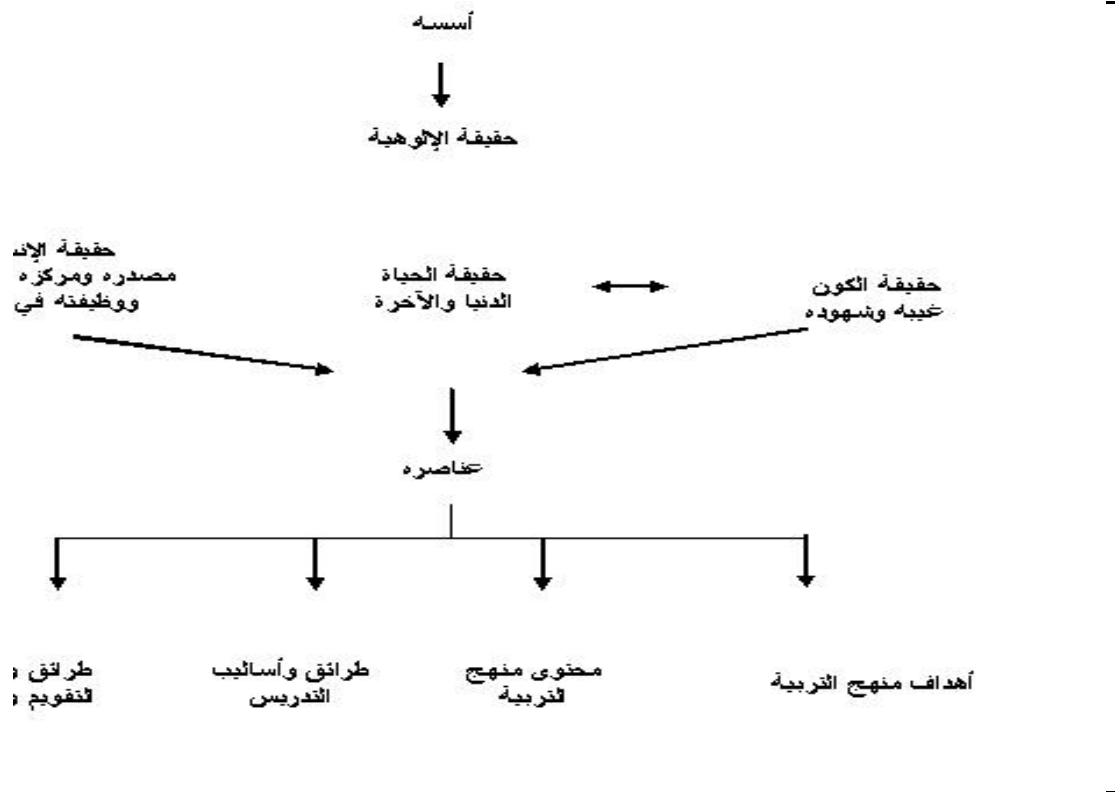 أسسه
حقيقة الإلوهية
حقيقة الكون
غيبه وشهوده
حقيقة الحياة
الدنيا والآخرة
حقيقة
مصدره ومركزه
ووظيفته في
عناصره
أهداف منهج التربية
محتوى منهج
التربية
طرائق وأساليب
التدريس
طرائق
التقويم